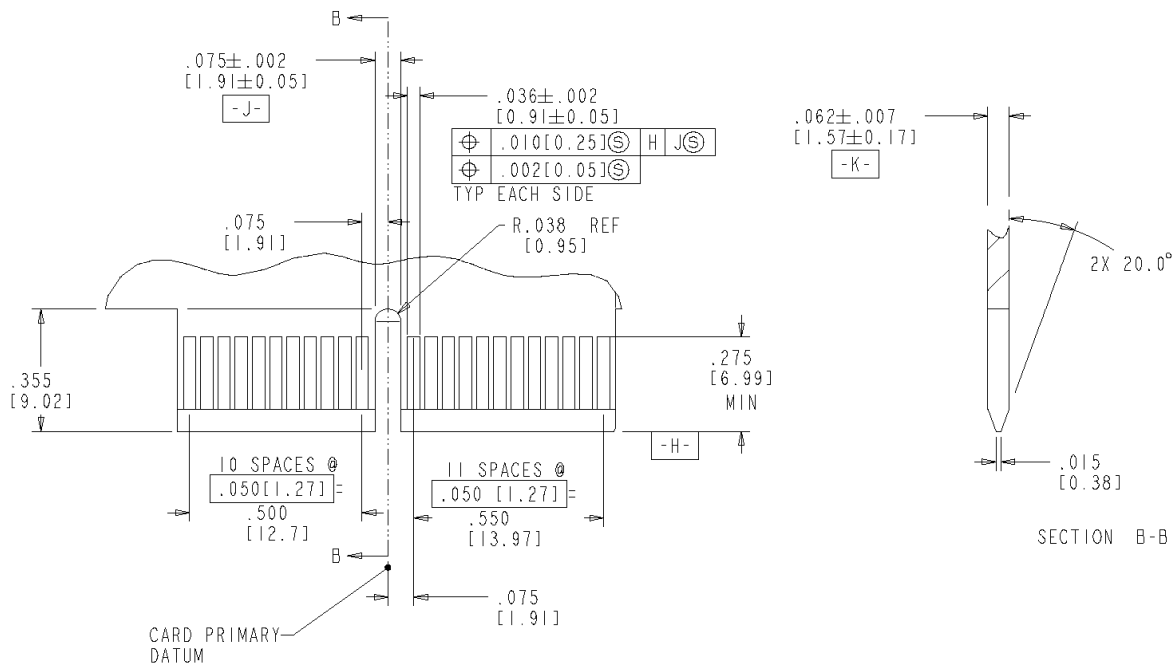 B
.075±.002
[1.91±0.05]
-J-
.036±.002
[0.91±0.05]
⌖ .010[0.25]Ⓢ H JⓈ
⌖ .002[0.05]Ⓢ
TYP EACH SIDE
.062±.007
[1.57±0.17]
-K-
.075
[1.91]
R.038 REF
[0.95]
2X 20.0°
.355
[9.02]
.275
[6.99]
MIN
-H-
10 SPACES @
.050[1.27] =
.500
[12.7]
11 SPACES @
.050 [1.27] =
.550
[13.97]
.015
[0.38]
SECTION B-B
B
.075
[1.91]
CARD PRIMARY
DATUM